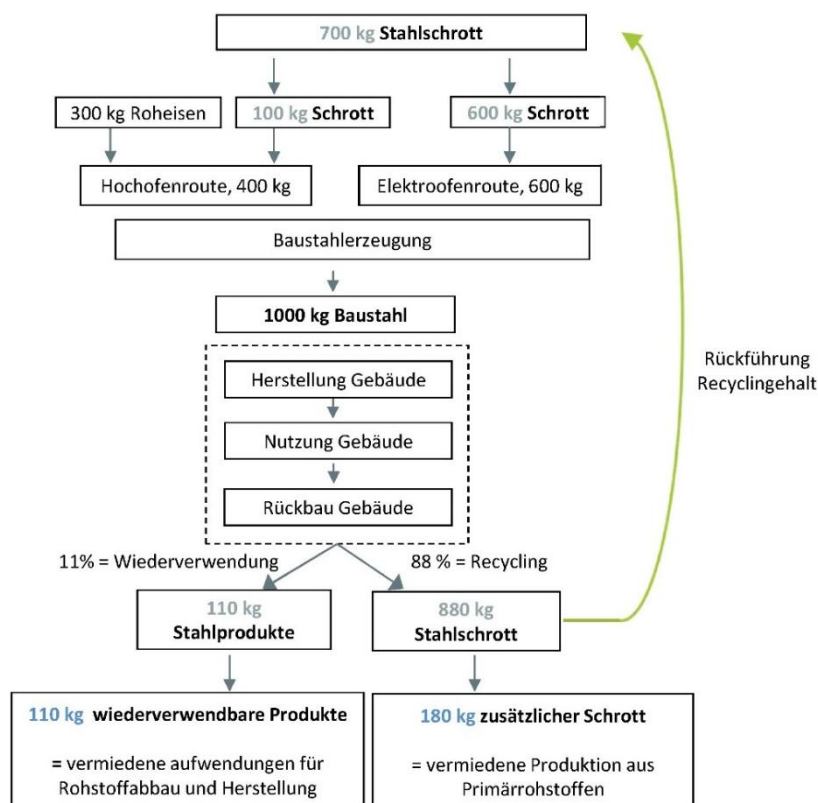 700 kg Stahlschrott
300 kg Roheisen
100 kg Schrott
600 kg Schrott
Hochofenroute, 400 kg
Elektroofenroute, 600 kg
Baustahlerzeugung
1000 kg Baustahl
Herstellung Gebäude
Nutzung Gebäude
Rückbau Gebäude
Rückführung
Recyclingehalt
11% = Wiederverwendung
88 % = Recycling
110 kg
Stahlprodukte
880 kg
Stahlschrott
110 kg wiederverwendbare Produkte
= vermiedene aufwendungen für
Rohstoffabbau und Herstellung
180 kg zusätzlicher Schrott
= vermiedene Produktion aus
Primärrohstoffen